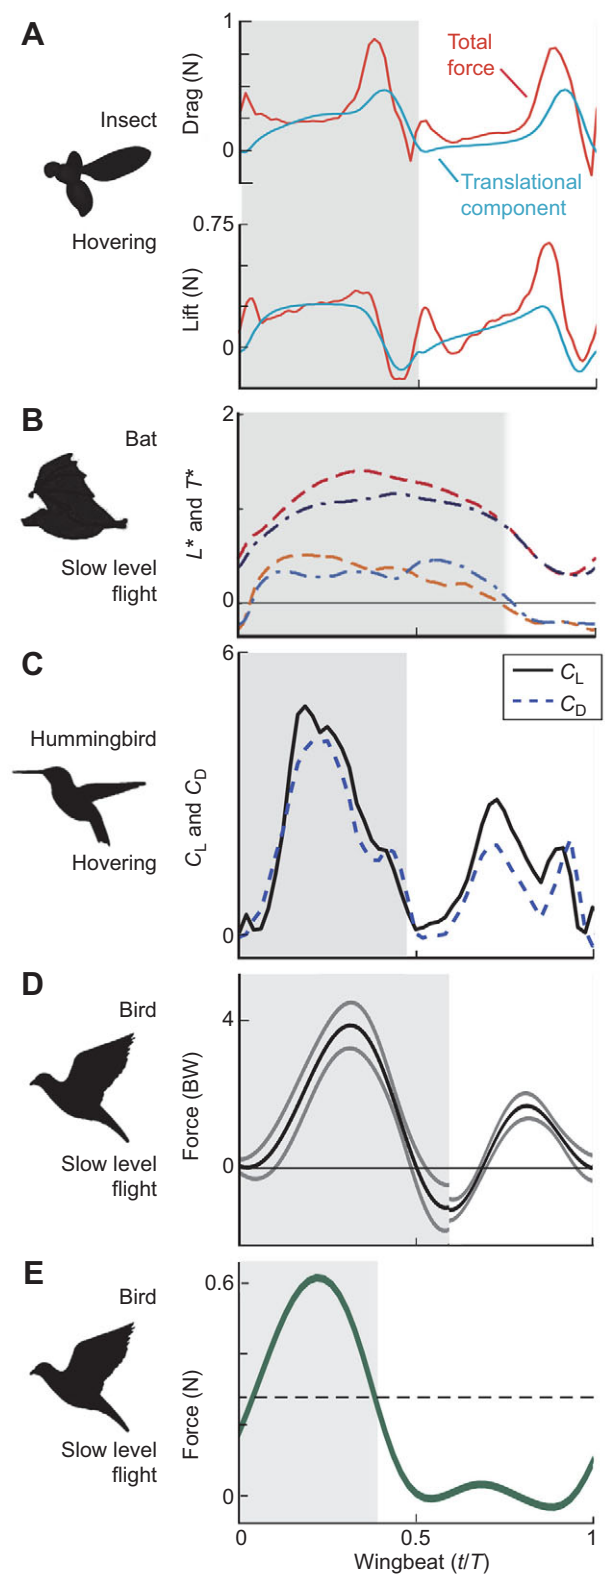 A
Insect
Hovering
Drag (N)
1
0
Total
force
Translational
component
Lift (N)
0.75
0
B
Bat
Slow level
flight
L* and T*
2
0
C
Hummingbird
Hovering
C_L and C_D
6
0
C_L
C_D
D
Bird
Slow level
flight
Force (BW)
4
0
E
Bird
Slow level
flight
Force (N)
0.6
0
0
0.5
1
Wingbeat (t/T)